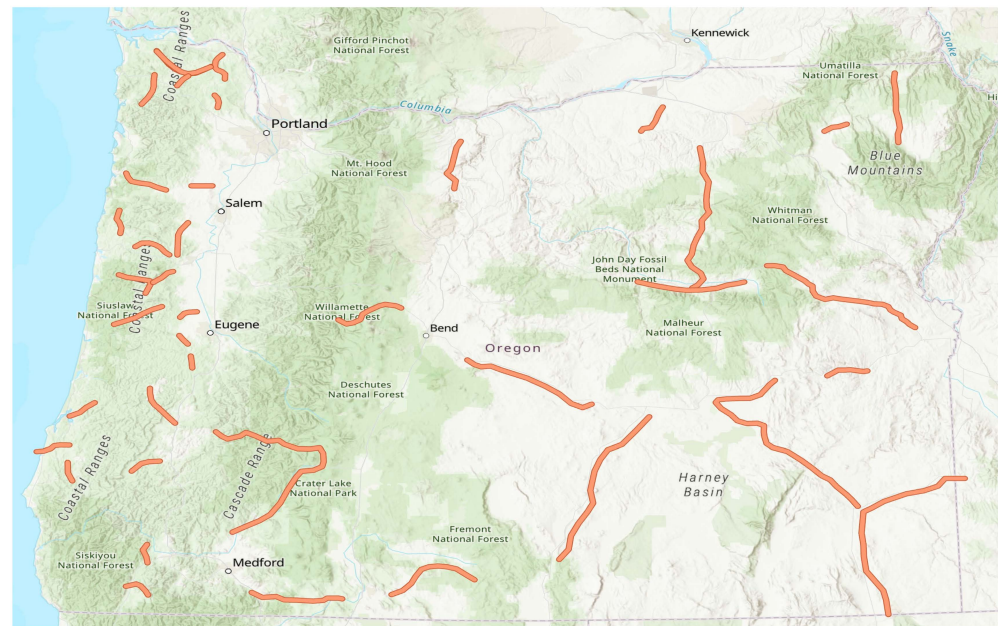 Coastal Ranges
Gifford Pinchot
National Forest
Kennewick
Snake
Umatilla
National Forest
Hi
Columbia
Portland
Mt. Hood
National Forest
Blue
Mountains
Salem
Whitman
National Forest
John Day Fossil
Beds National
Monument
Coastal Ranges
Siuslaw
National Forest
Eugene
Willamette
National Forest
Bend
Oregon
Malheur
National Forest
Deschutes
National Forest
Coastal Ranges
Cascade Range
Crater Lake
National Park
Harney
Basin
Fremont
National Forest
Siskiyou
National Forest
Medford